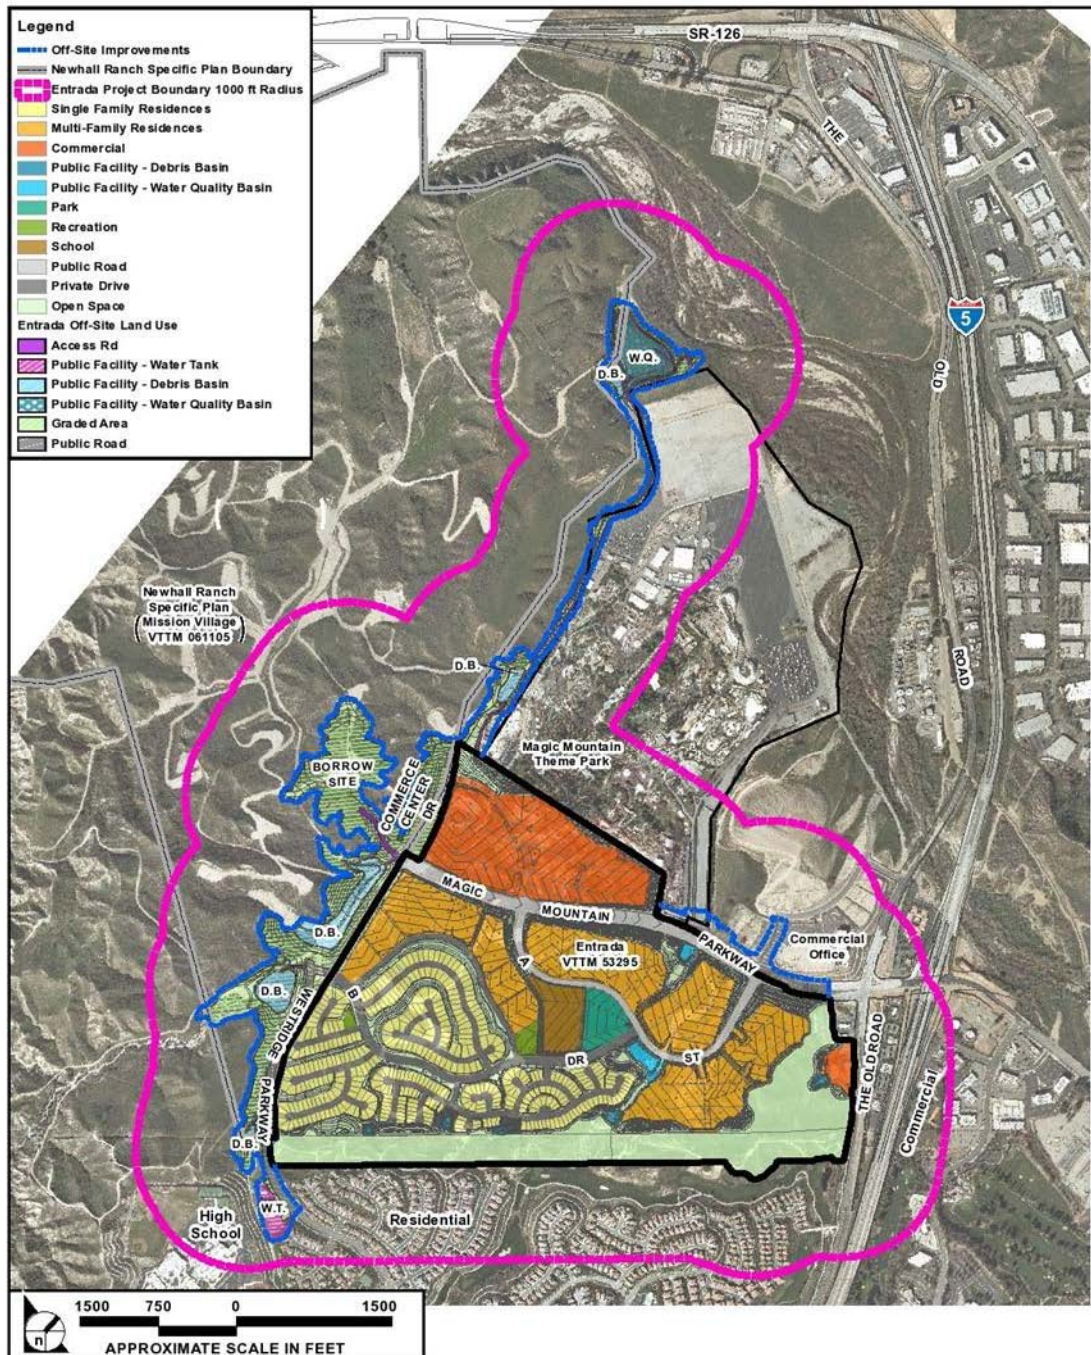 Legend
Off-Site Improvements
Newhall Ranch Specific Plan Boundary
Entrada Project Boundary 1000 ft Radius
Single Family Residences
Multi-Family Residences
Commercial
Public Facility - Debris Basin
Public Facility - Water Quality Basin
Park
Recreation
School
Public Road
Private Drive
Open Space
Entrada Off-Site Land Use
Access Rd
Public Facility - Water Tank
Public Facility - Debris Basin
Public Facility - Water Quality Basin
Graded Area
Public Road
SR-126
THE
OLD
ROAD
5
W.Q.
D.B.
Newhall Ranch
Specific Plan
Mission Village
VTTM 061105
D.B.
Magic Mountain
Theme Park
BORROW
SITE
COMMERCE
CENTER
DR
MAGIC
MOUNTAIN
PARKWAY
Commercial
Office
Entrada
VTTM 53295
A
ST
B
DR
D.B.
D.B.
WESTRIDGE
PARKWAY
THE OLD ROAD
Commercial
D.B.
W.T.
High
School
Residential
n
1500 750 0 1500
APPROXIMATE SCALE IN FEET